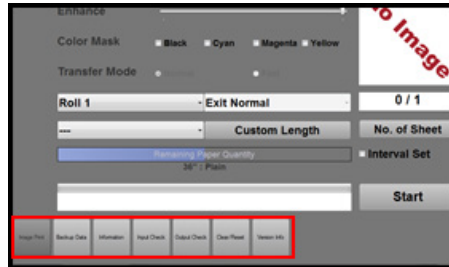 Enhance
Color Mask Black Cyan Magenta Yellow
o Image
Transfer Mode
Roll 1 Exit Normal 0 / 1
--- Custom Length No. of Sheet
Remaining Paper Quantity Interval Set
36" : Plain
Start
Image Print Backup Data Information Input Check Output Check Clear/Reset Version Info